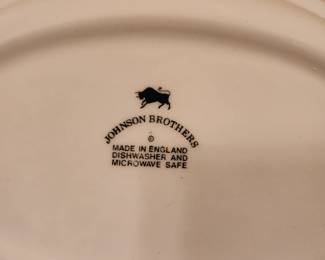 JOHNSON BROTHERS
©
MADE IN ENGLAND
DISHWASHER AND
MICROWAVE SAFE